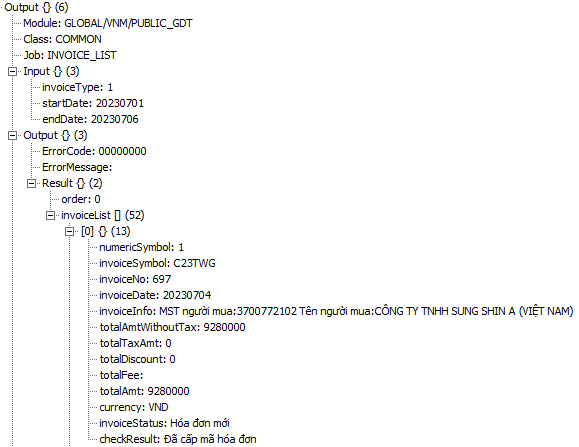 Output {} (6)
Module: GLOBAL/VNM/PUBLIC_GDT
Class: COMMON
Job: INVOICE_LIST
Input {} (3)
invoiceType: 1
startDate: 20230701
endDate: 20230706
Output {} (3)
ErrorCode: 00000000
ErrorMessage:
Result {} (2)
order: 0
invoiceList [] (52)
[0] {} (13)
numericSymbol: 1
invoiceSymbol: C23TWG
invoiceNo: 697
invoiceDate: 20230704
invoiceInfo: MST người mua:3700772102 Tên người mua:CÔNG TY TNHH SUNG SHIN A (VIỆT NAM)
totalAmtWithoutTax: 9280000
totalTaxAmt: 0
totalDiscount: 0
totalFee:
totalAmt: 9280000
currency: VND
invoiceStatus: Hóa đơn mới
checkResult: Đã cấp mã hóa đơn